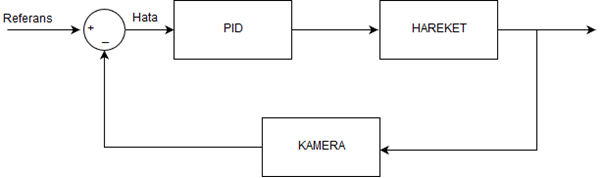 Referans
+
−
Hata
PID
HAREKET
KAMERA